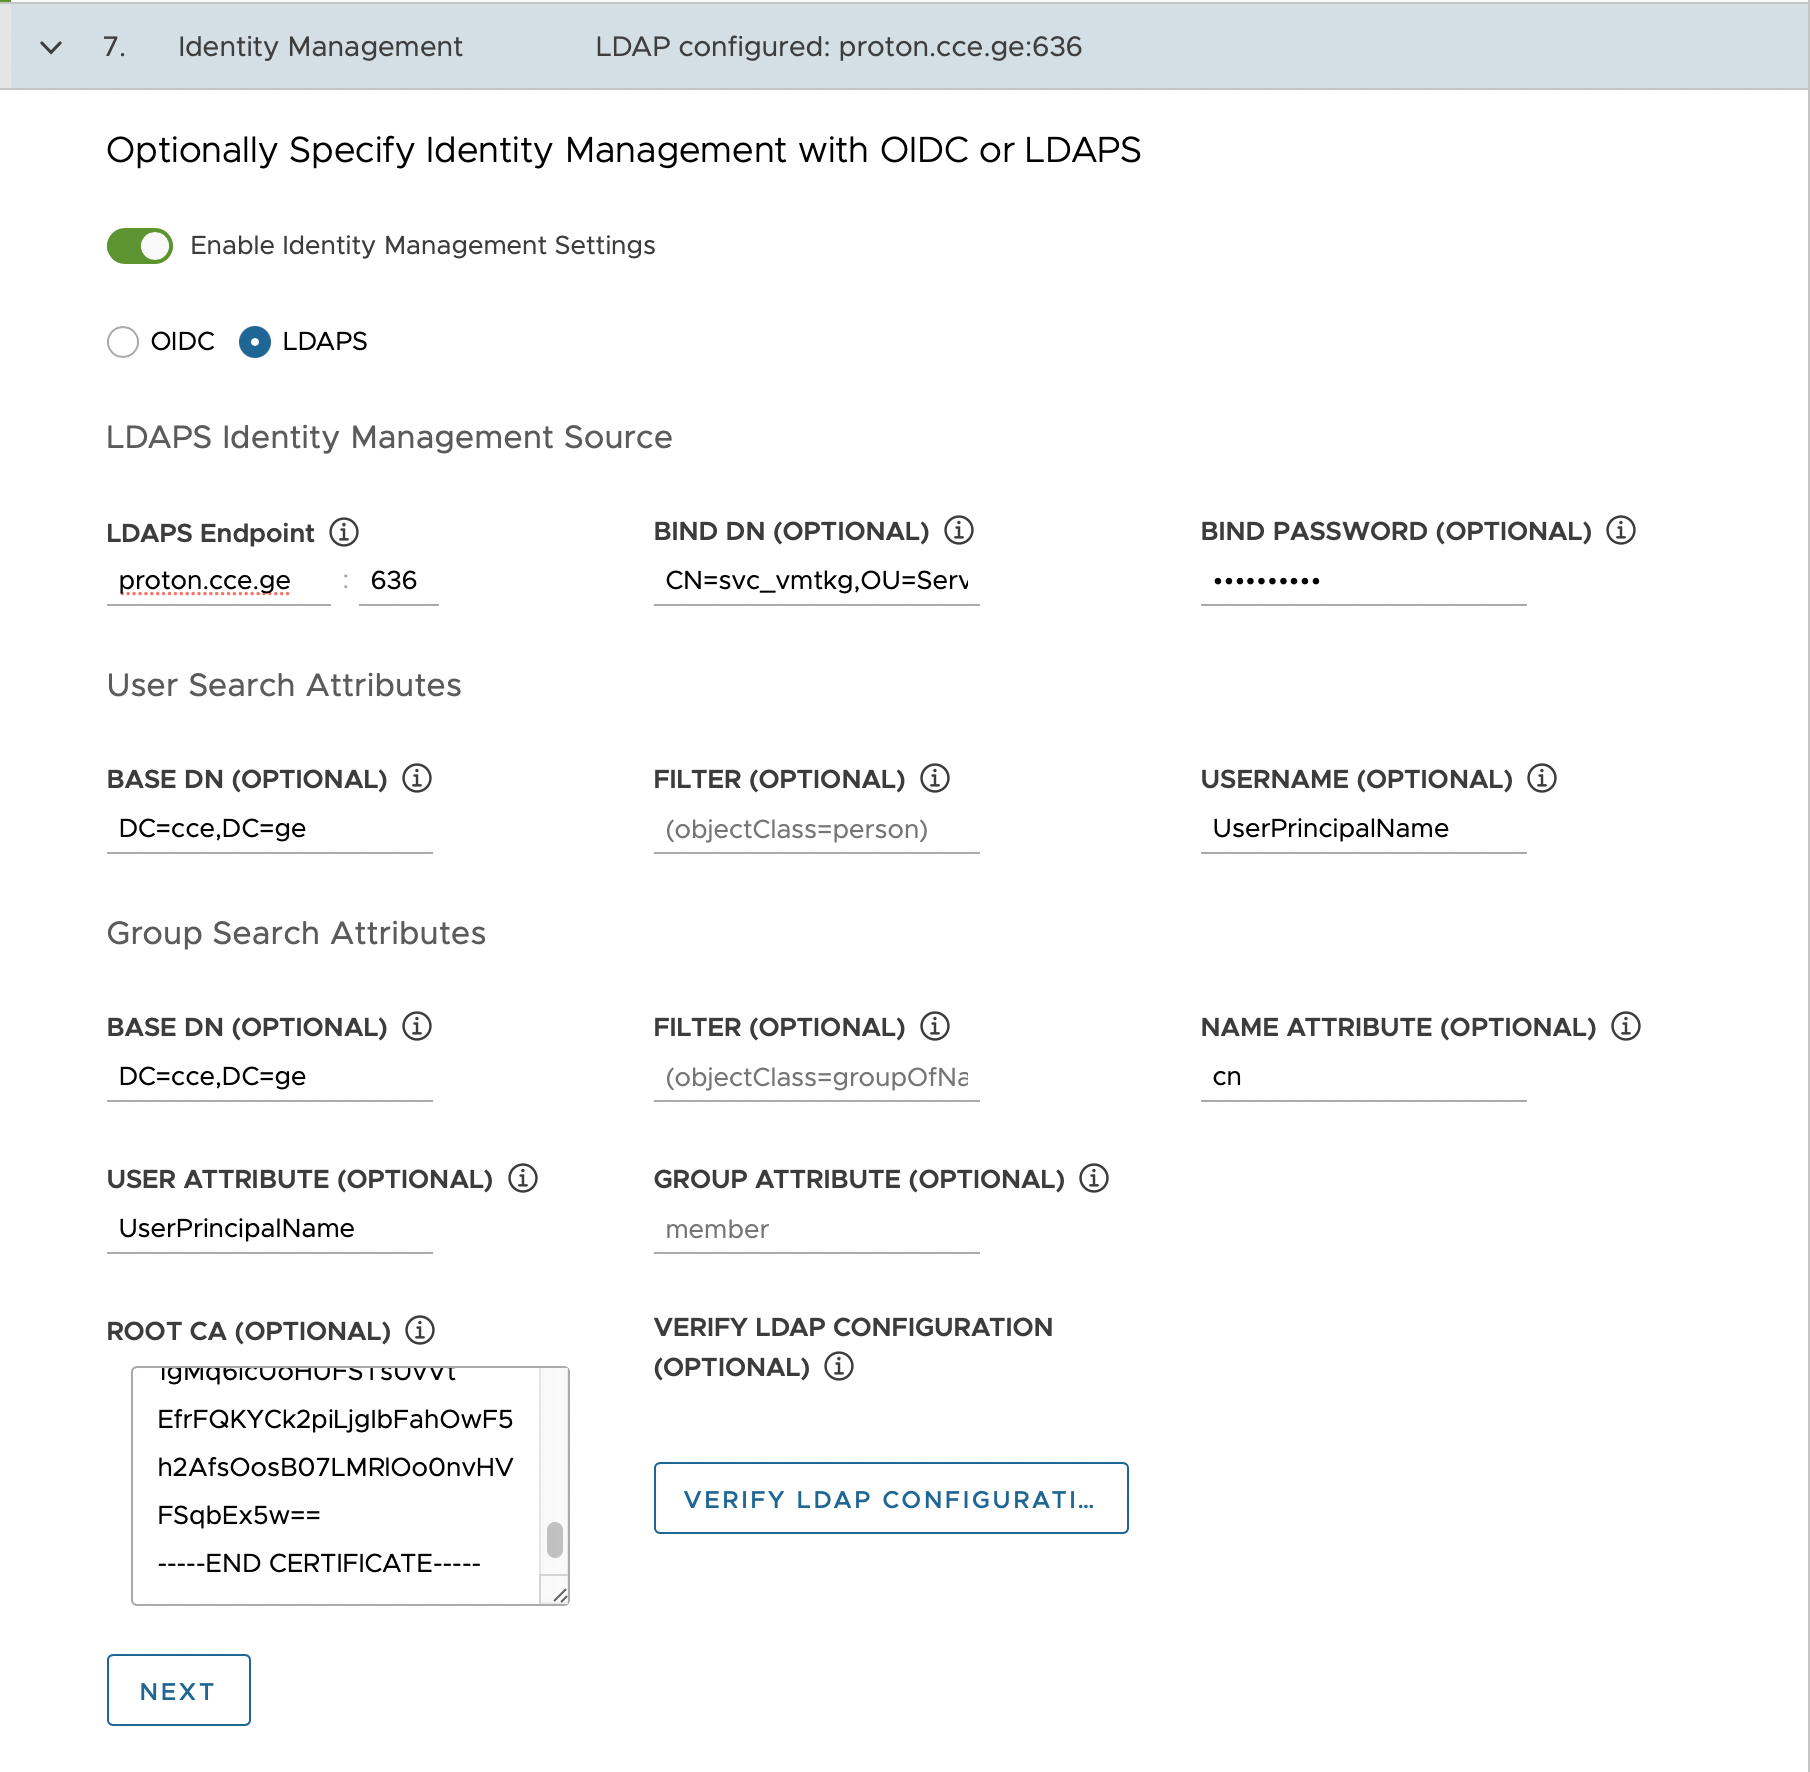 7. Identity Management LDAP configured: proton.cce.ge:636
Optionally Specify Identity Management with OIDC or LDAPS
Enable Identity Management Settings
OIDC LDAPS
LDAPS Identity Management Source
LDAPS Endpoint BIND DN (OPTIONAL) BIND PASSWORD (OPTIONAL)
proton.cce.ge : 636 CN=svc_vmtkg,OU=Serv ••••••••••
User Search Attributes
BASE DN (OPTIONAL) FILTER (OPTIONAL) USERNAME (OPTIONAL)
DC=cce,DC=ge (objectClass=person) UserPrincipalName
Group Search Attributes
BASE DN (OPTIONAL) FILTER (OPTIONAL) NAME ATTRIBUTE (OPTIONAL)
DC=cce,DC=ge (objectClass=groupOfNa cn
USER ATTRIBUTE (OPTIONAL) GROUP ATTRIBUTE (OPTIONAL)
UserPrincipalName member
ROOT CA (OPTIONAL)
EfrFQKYCk2piLjgIbFahOwF5
h2AfsOosB07LMRlOo0nvHV
FSqbEx5w==
-----END CERTIFICATE-----
VERIFY LDAP CONFIGURATION
(OPTIONAL)
VERIFY LDAP CONFIGURATI...
NEXT